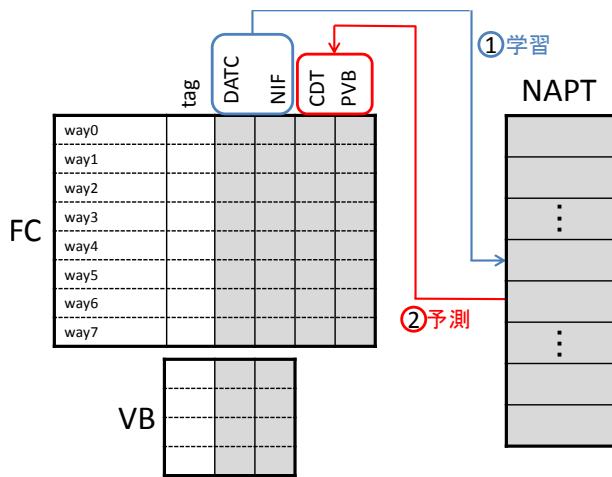 ①学習
tag
DATC
NIF
CDT
PVB
NAPT
FC
way0
way1
way2
way3
way4
way5
way6
way7
⋮
⋮
②予測
VB